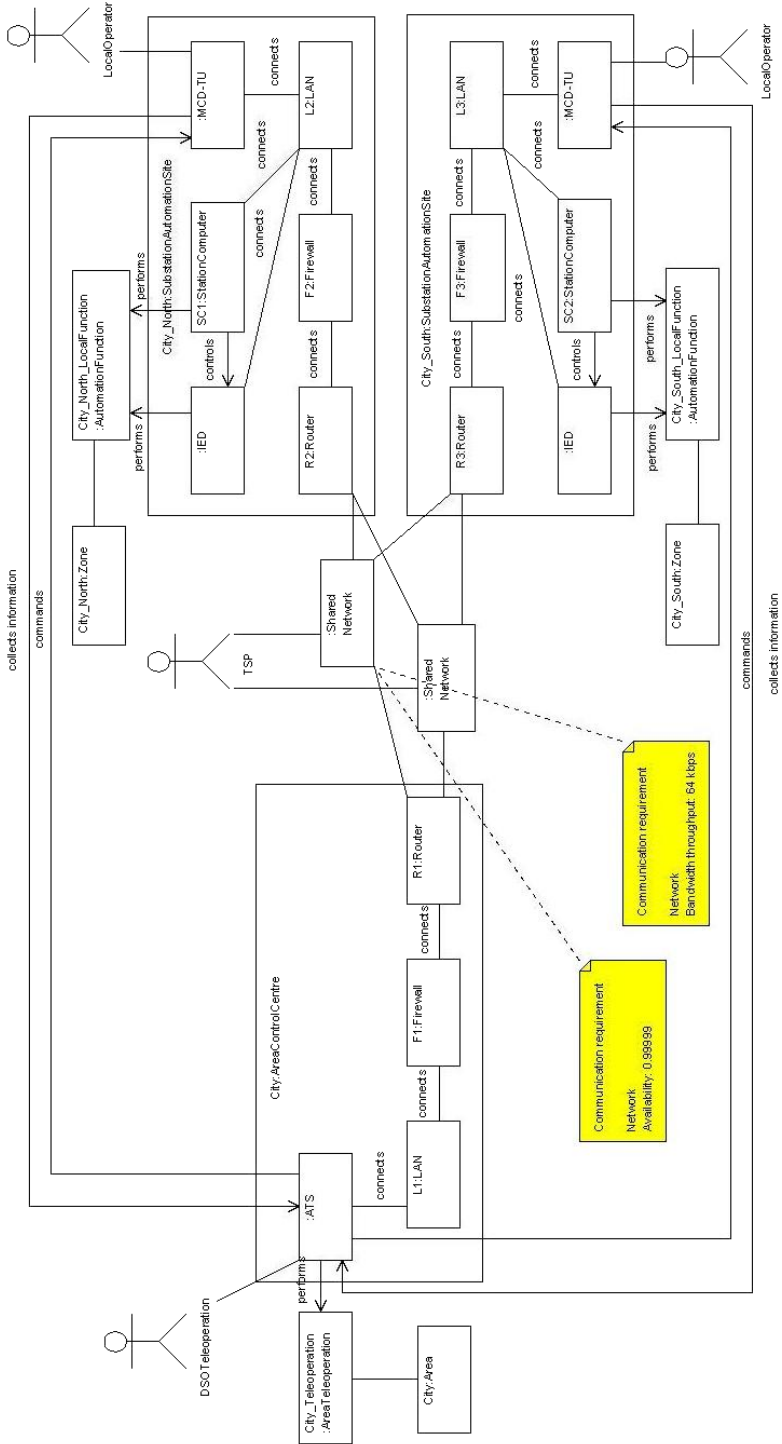 collects information
commands
LocalOperator
:MCD-TU
connects
L2:LAN
City_North:SubstationAutomationSite
connects
SC1:StationComputer
connects
connects
F2:Firewall
controls
connects
:IED
R2:Router
performs
performs
City_North_LocalFunction
:AutomationFunction
City_North:Zone
L3:LAN
connects
:MCD-TU
LocalOperator
City_South:SubstationAutomationSite
connects
connects
F3:Firewall
connects
SC2:StationComputer
connects
controls
R3:Router
:IED
performs
performs
City_South_LocalFunction
:AutomationFunction
City_South:Zone
TSP
:Shared
Network
:Shared
Network
commands
collects information
City:AreaControlCentre
R1:Router
connects
F1:Firewall
connects
L1:LAN
connects
:ATS
performs
DSOTeleoperation
City_Teleoperation
:AreaTeleoperation
City:Area
Communication requirement
Network
Bandwidth throughput: 64 kbps
Communication requirement
Network
Availability: 0.99999